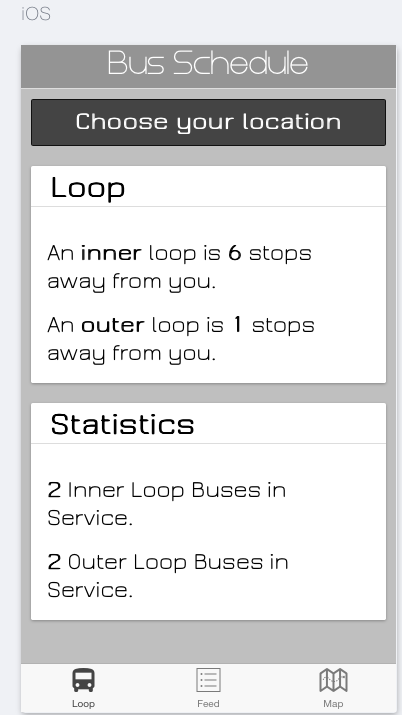 iOS
Bus Schedule
Choose your location
Loop
An inner loop is 6 stops
away from you.
An outer loop is 1 stops
away from you.
Statistics
2 Inner Loop Buses in
Service.
2 Outer Loop Buses in
Service.
Loop Feed Map